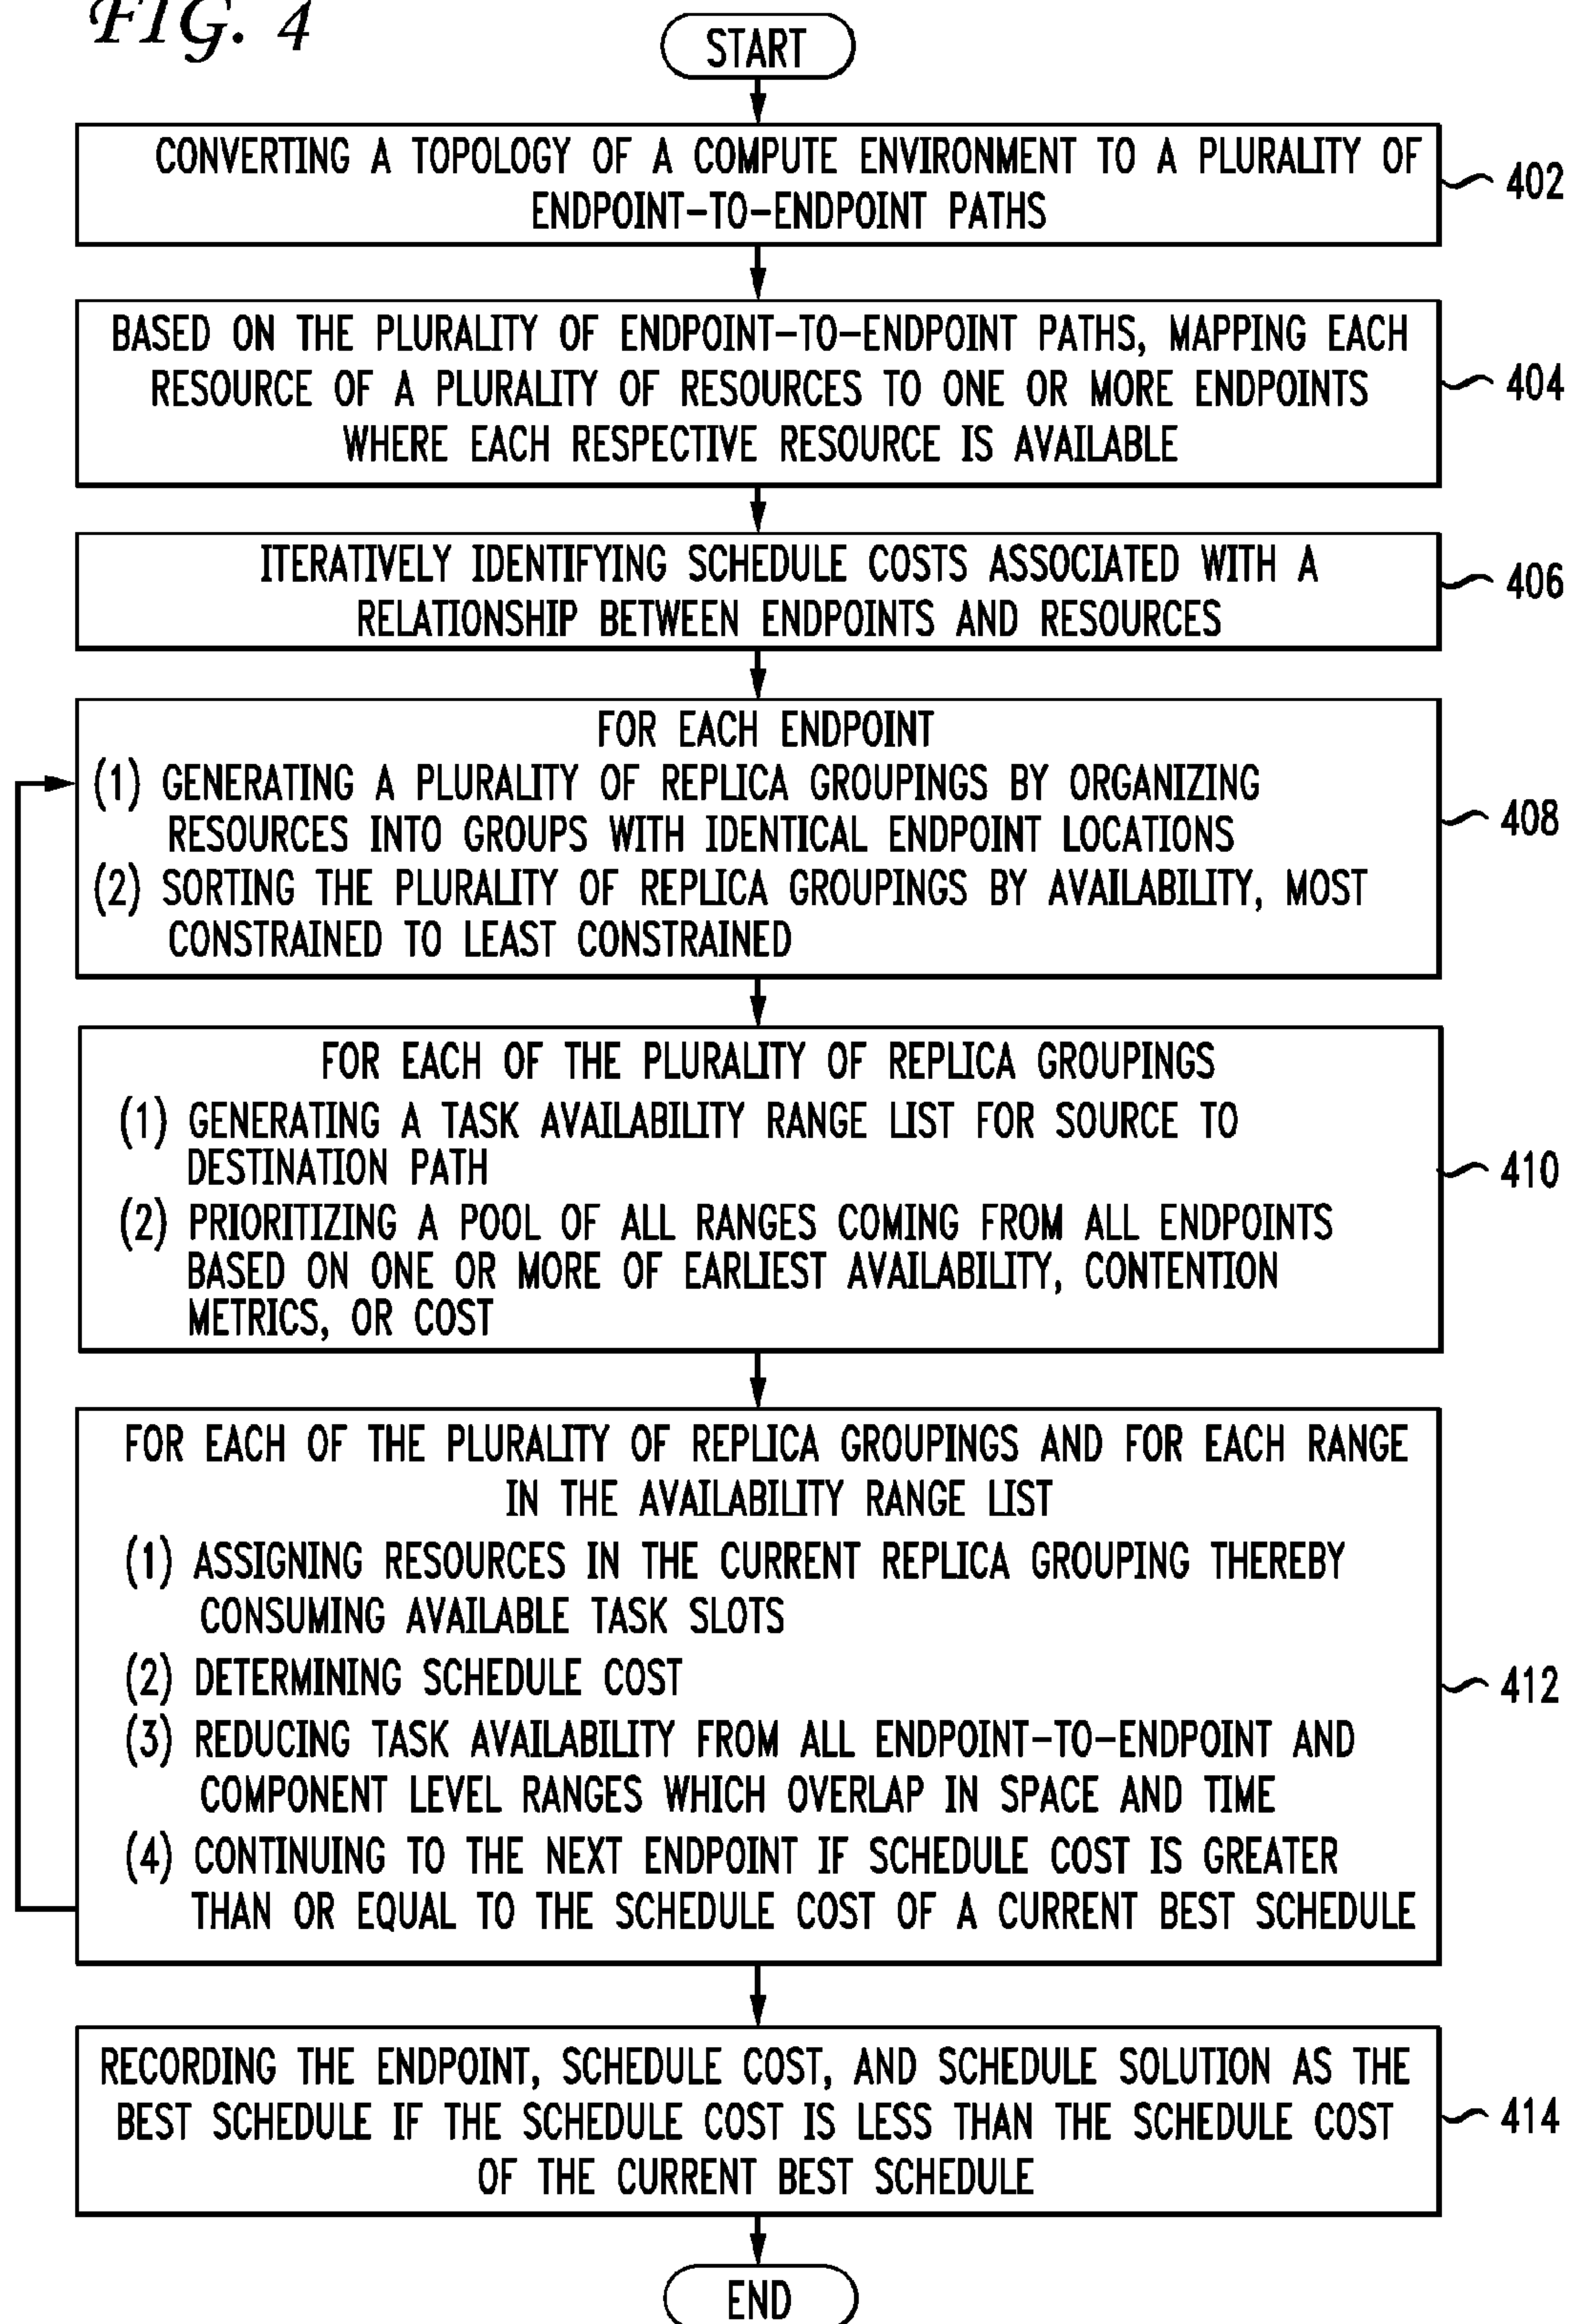 FIG. 4
START
CONVERTING A TOPOLOGY OF A COMPUTE ENVIRONMENT TO A PLURALITY OF
ENDPOINT-TO-ENDPOINT PATHS
402
BASED ON THE PLURALITY OF ENDPOINT-TO-ENDPOINT PATHS, MAPPING EACH
RESOURCE OF A PLURALITY OF RESOURCES TO ONE OR MORE ENDPOINTS
WHERE EACH RESPECTIVE RESOURCE IS AVAILABLE
404
ITERATIVELY IDENTIFYING SCHEDULE COSTS ASSOCIATED WITH A
RELATIONSHIP BETWEEN ENDPOINTS AND RESOURCES
406
FOR EACH ENDPOINT
(1) GENERATING A PLURALITY OF REPLICA GROUPINGS BY ORGANIZING
RESOURCES INTO GROUPS WITH IDENTICAL ENDPOINT LOCATIONS
(2) SORTING THE PLURALITY OF REPLICA GROUPINGS BY AVAILABILITY, MOST
CONSTRAINED TO LEAST CONSTRAINED
408
FOR EACH OF THE PLURALITY OF REPLICA GROUPINGS
(1) GENERATING A TASK AVAILABILITY RANGE LIST FOR SOURCE TO
DESTINATION PATH
(2) PRIORITIZING A POOL OF ALL RANGES COMING FROM ALL ENDPOINTS
BASED ON ONE OR MORE OF EARLIEST AVAILABILITY, CONTENTION
METRICS, OR COST
410
FOR EACH OF THE PLURALITY OF REPLICA GROUPINGS AND FOR EACH RANGE
IN THE AVAILABILITY RANGE LIST
(1) ASSIGNING RESOURCES IN THE CURRENT REPLICA GROUPING THEREBY
CONSUMING AVAILABLE TASK SLOTS
(2) DETERMINING SCHEDULE COST
(3) REDUCING TASK AVAILABILITY FROM ALL ENDPOINT-TO-ENDPOINT AND
COMPONENT LEVEL RANGES WHICH OVERLAP IN SPACE AND TIME
(4) CONTINUING TO THE NEXT ENDPOINT IF SCHEDULE COST IS GREATER
THAN OR EQUAL TO THE SCHEDULE COST OF A CURRENT BEST SCHEDULE
412
RECORDING THE ENDPOINT, SCHEDULE COST, AND SCHEDULE SOLUTION AS THE
BEST SCHEDULE IF THE SCHEDULE COST IS LESS THAN THE SCHEDULE COST
OF THE CURRENT BEST SCHEDULE
414
END